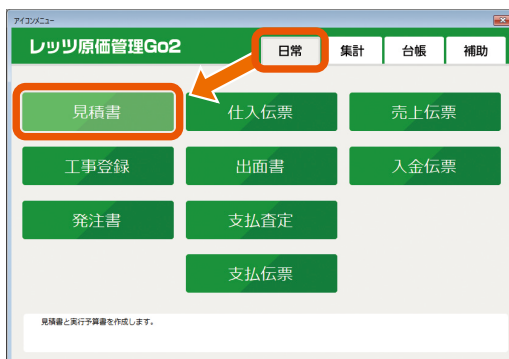 アイコンメニュー
レッツ原価管理Go2
日常 集計 台帳 補助
見積書 仕入伝票 売上伝票
工事登録 出面書 入金伝票
発注書 支払査定
支払伝票
見積書と実行予算書を作成します。